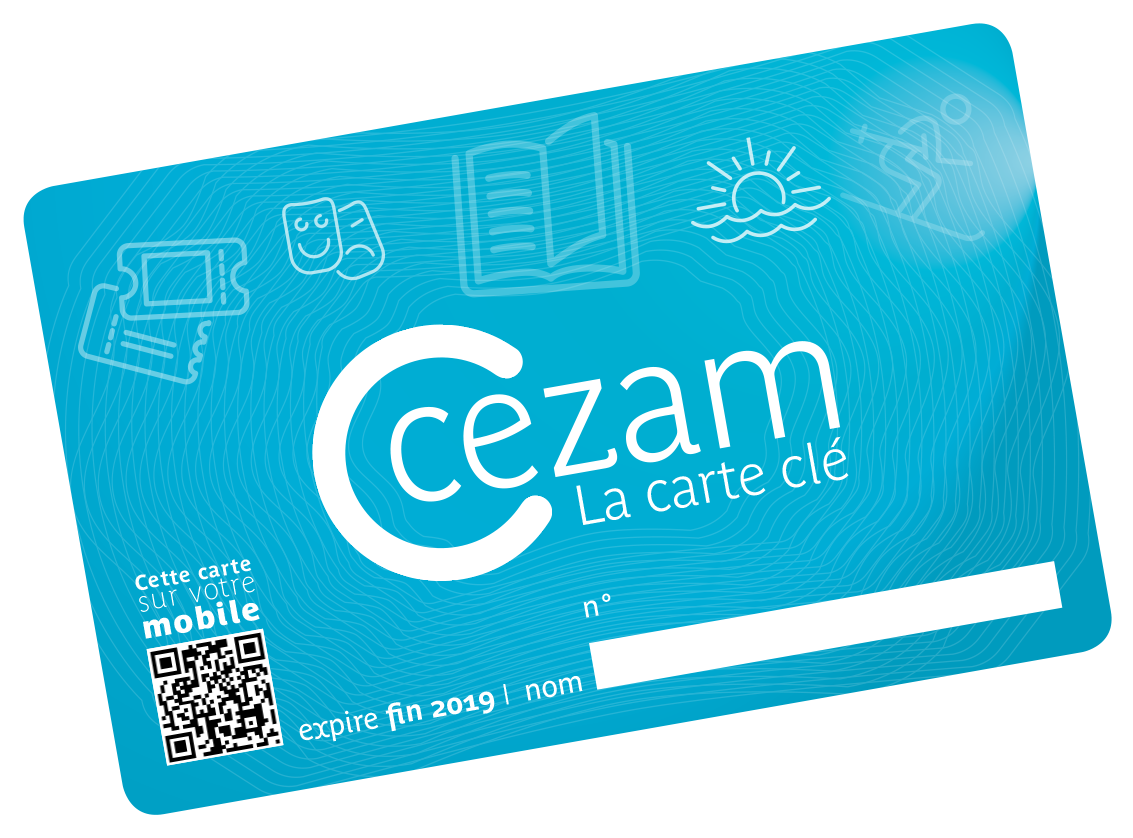 cezam
La carte clé
Cette carte
sur votre
mobile
n°
expire fin 2019 | nom